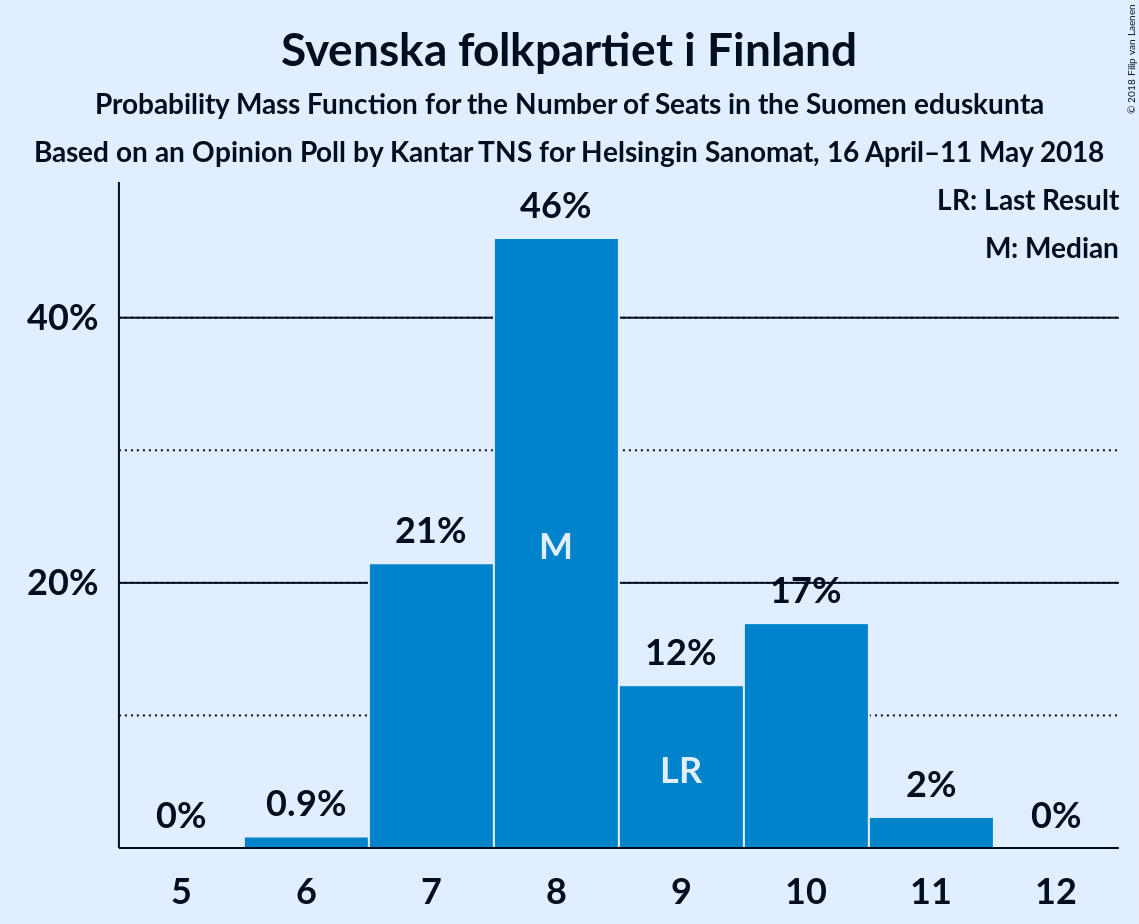 Svenska folkpartiet i Finland
Probability Mass Function for the Number of Seats in the Suomen eduskunta
Based on an Opinion Poll by Kantar TNS for Helsingin Sanomat, 16 April–11 May 2018
© 2018 Filip van Laenen
LR: Last Result
M: Median
46%
40%
21%
M
20%
17%
12%
LR
0%
0.9%
2%
0%
5 6 7 8 9 10 11 12